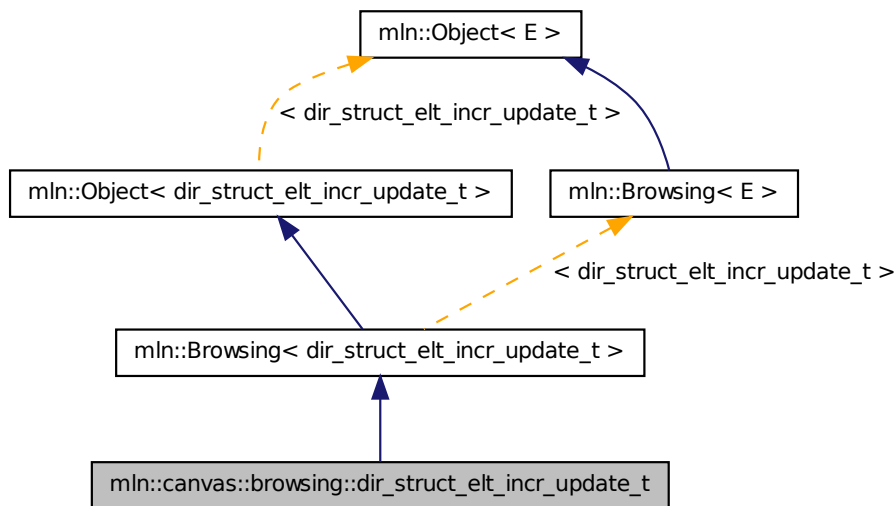 mln::Object< E >
< dir_struct_elt_incr_update_t >
mln::Object< dir_struct_elt_incr_update_t >
mln::Browsing< E >
< dir_struct_elt_incr_update_t >
mln::Browsing< dir_struct_elt_incr_update_t >
mln::canvas::browsing::dir_struct_elt_incr_update_t